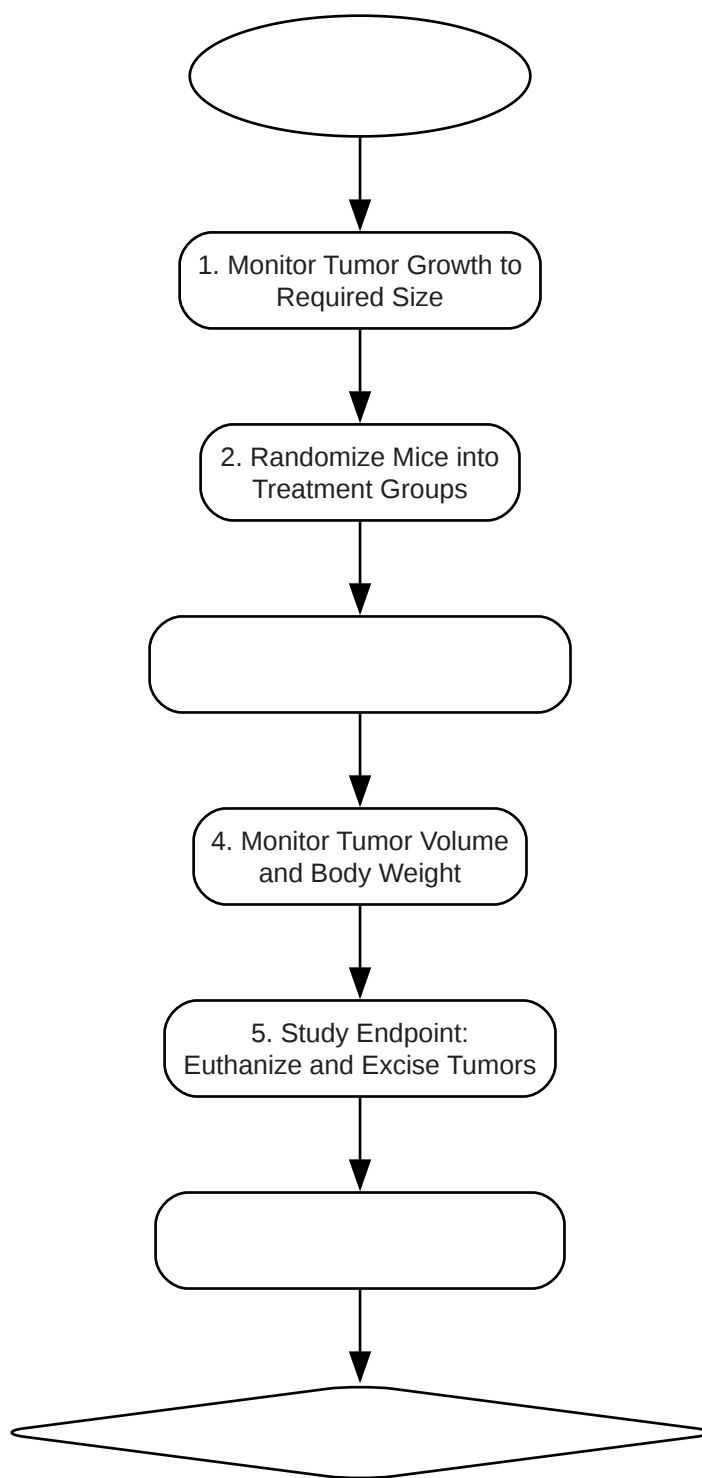 1. Monitor Tumor Growth to
Required Size
2. Randomize Mice into
Treatment Groups
4. Monitor Tumor Volume
and Body Weight
5. Study Endpoint:
Euthanize and Excise Tumors